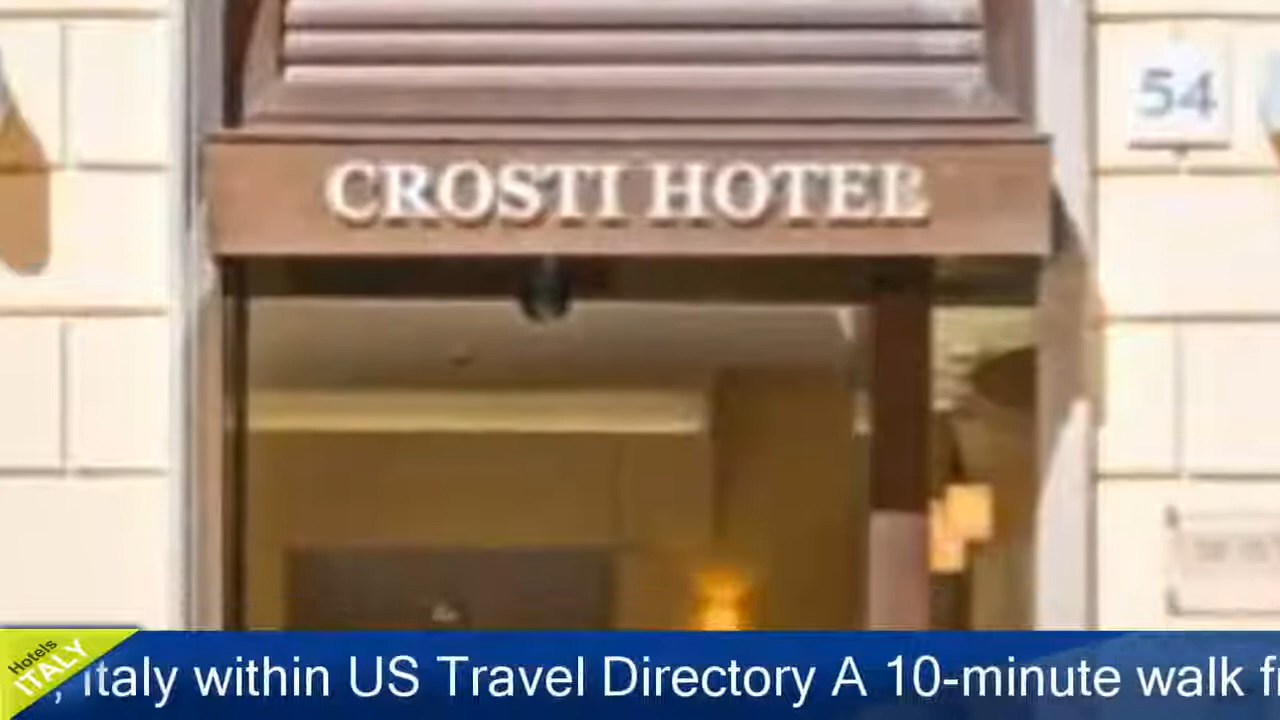 54
CROSTI HOTEL
Hotels
ITALY
, Italy within US Travel Directory A 10-minute walk f